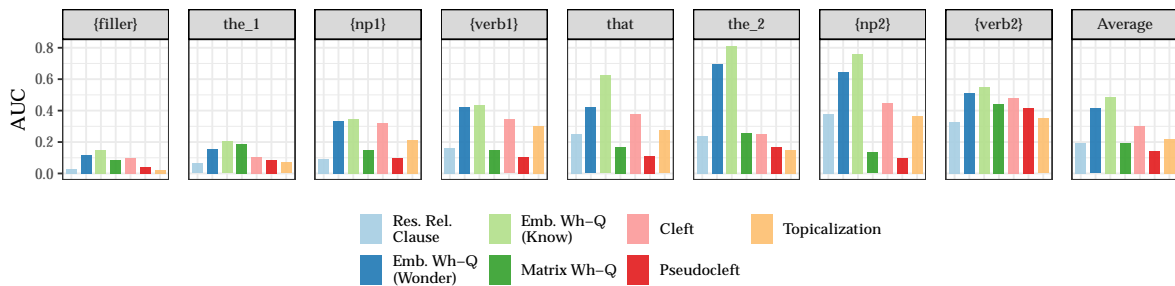 {filler} the_1 {np1} {verb1} that the_2 {np2} {verb2} Average
AUC
0.8
0.6
0.4
0.2
0.0
Res. Rel. Clause
Emb. Wh-Q (Know)
Cleft
Topicalization
Emb. Wh-Q (Wonder)
Matrix Wh-Q
Pseudocleft